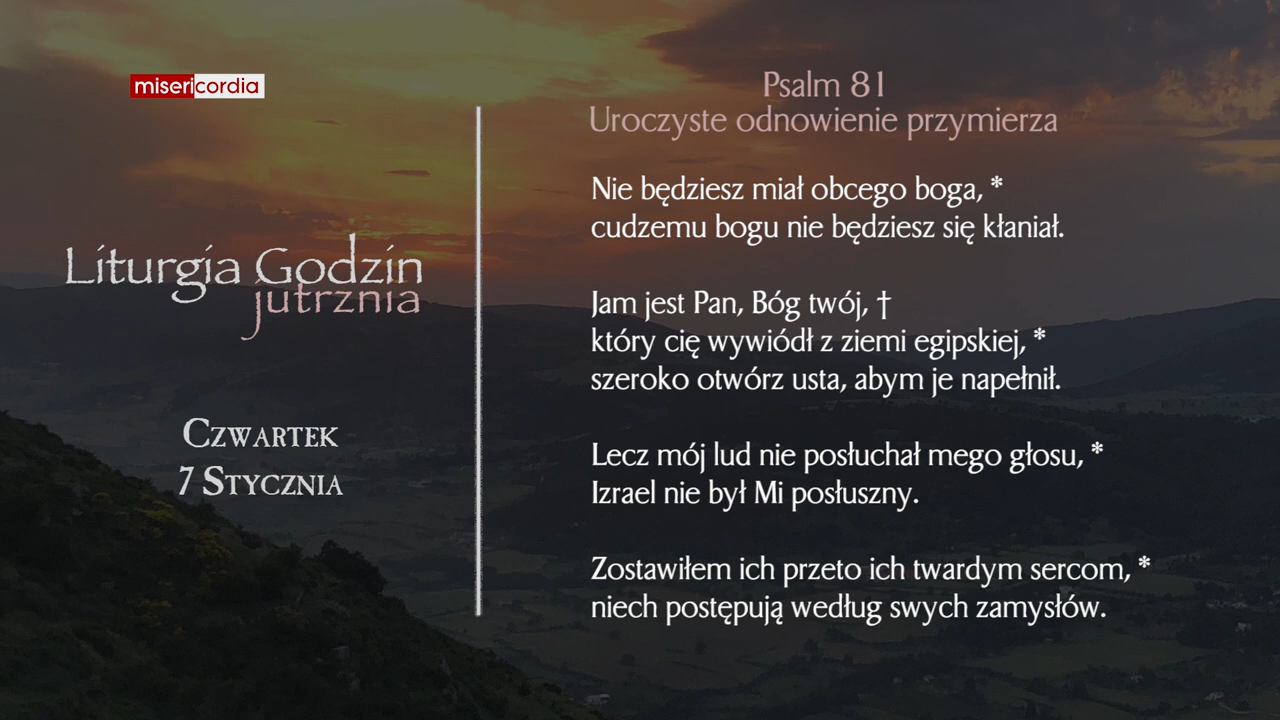 misericordia
Liturgia Godzin
jutrznia
Czwartek
7 Stycznia
Psalm 81
Uroczyste odnowienie przymierza
Nie będziesz miał obcego boga, *
cudzemu bogu nie będziesz się kłaniał.
Jam jest Pan, Bóg twój, †
który cię wywiódł z ziemi egipskiej, *
szeroko otwórz usta, abym je napełnił.
Lecz mój lud nie posłuchał mego głosu, *
Izrael nie był Mi posłuszny.
Zostawiłem ich przeto ich twardym sercom, *
niech postępują według swych zamysłów.